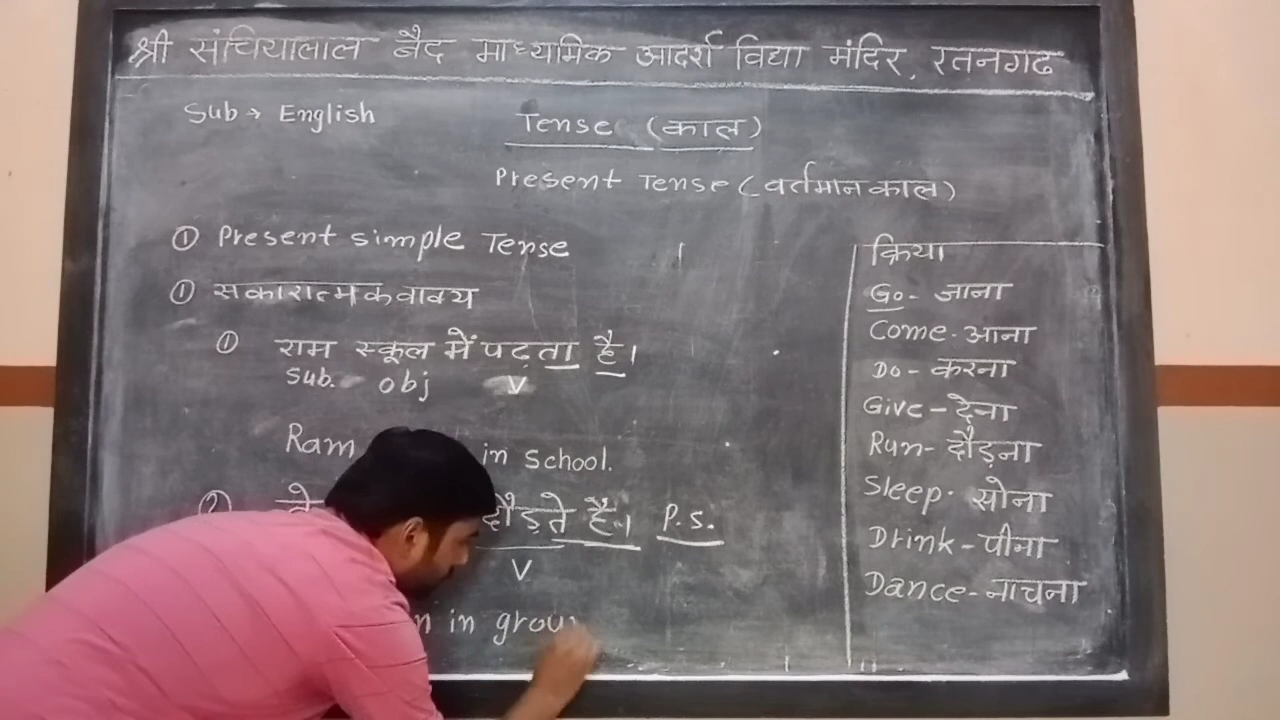 श्री संचियालाल बैद माध्यमिक आदर्श विद्या मंदिर, रतनगढ
Sub → English
Tense (काल)
Present Tense (वर्तमान काल)
① Present simple Tense
① सकारात्मक वाक्य
① राम स्कूल में पढ़ता है।
Sub. obj V
Ram in school.
② दौड़ते हैं। P.S.
V
in
क्रिया
Go - जाना
Come - आना
Do - करना
Give - देना
Run - दौड़ना
Sleep - सोना
Drink - पीना
Dance - नाचना